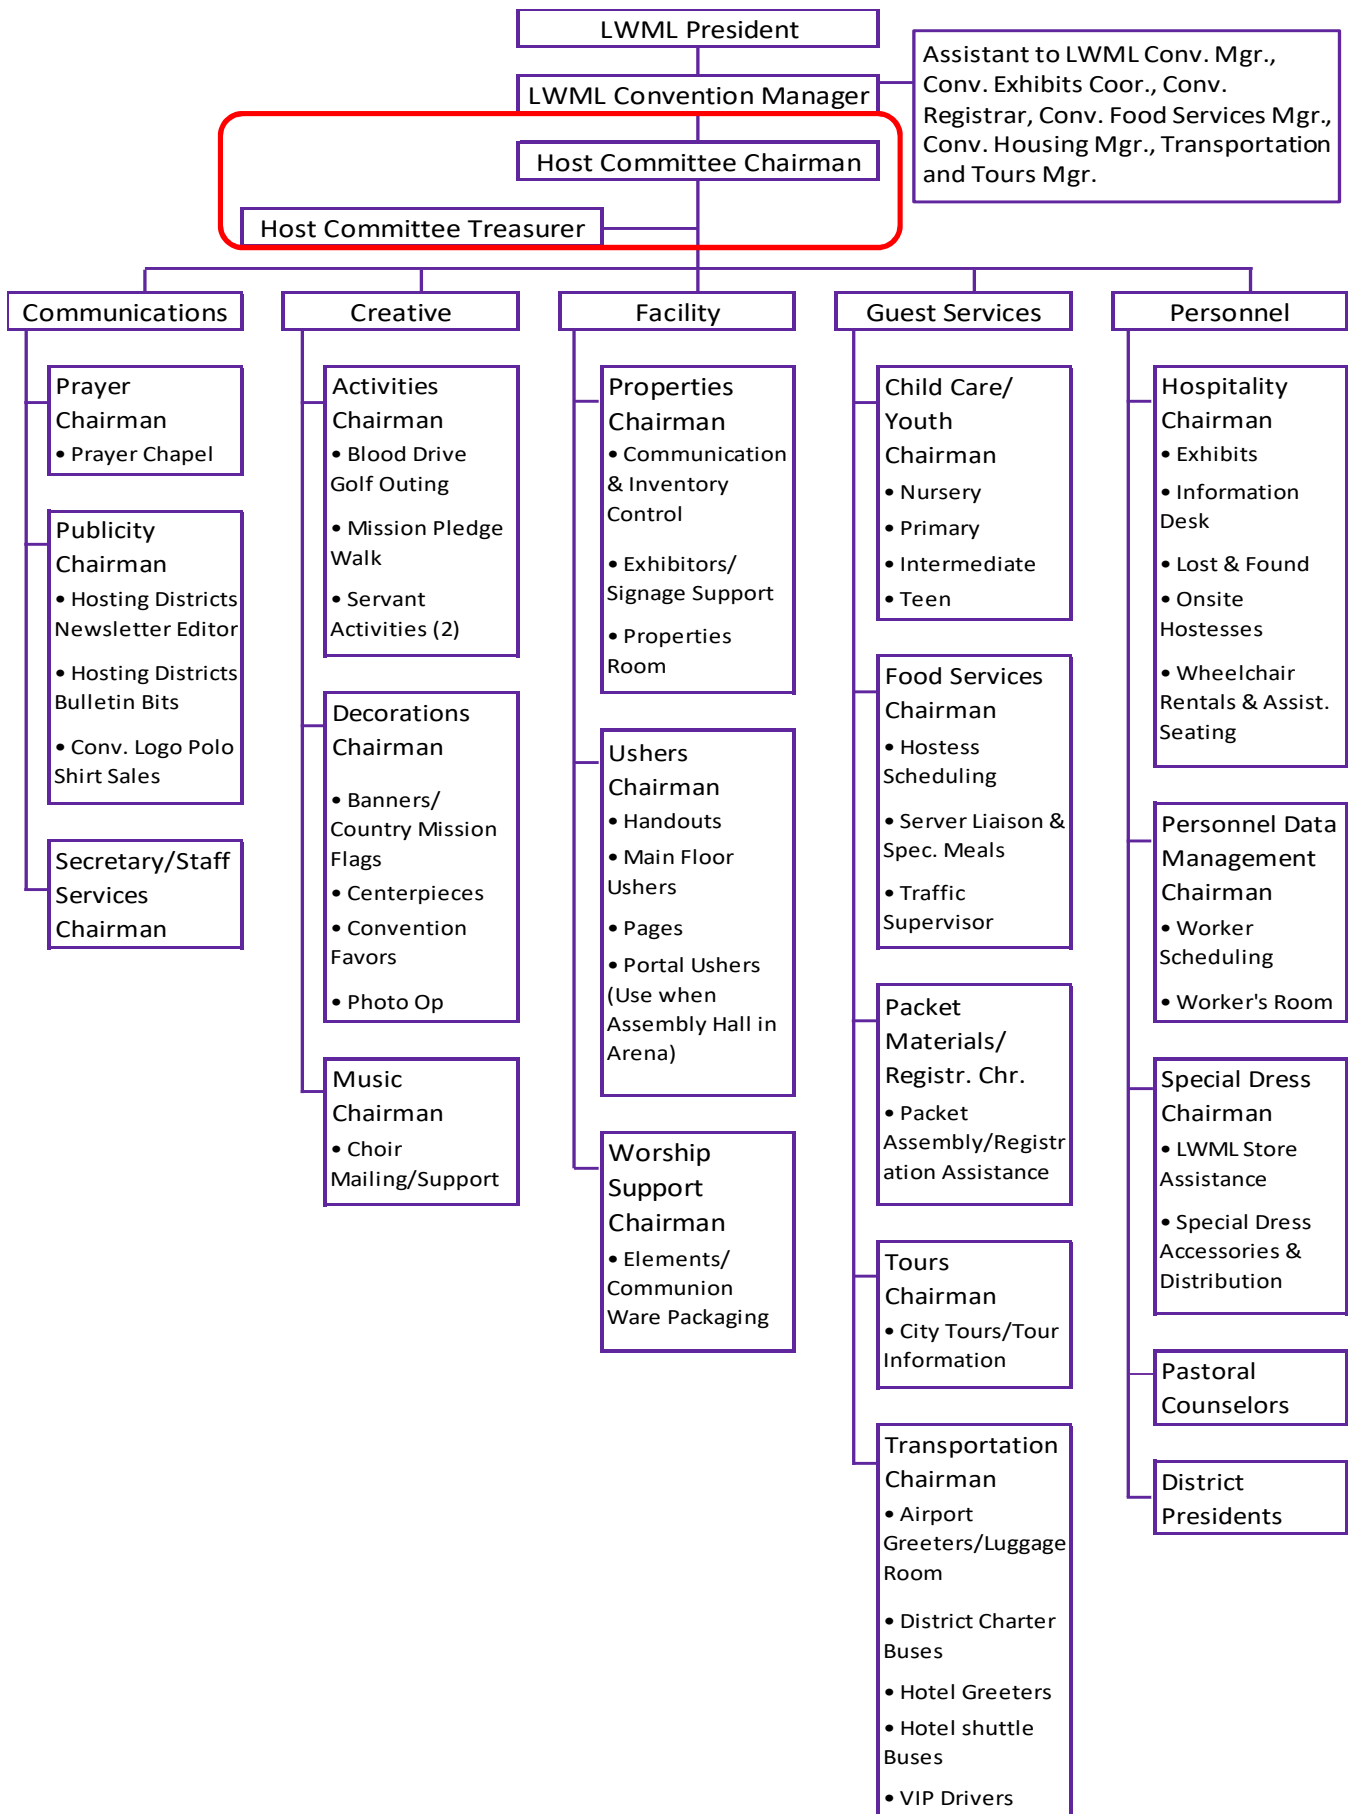 LWML President
LWML Convention Manager
Assistant to LWML Conv. Mgr.,
Conv. Exhibits Coor., Conv.
Registrar, Conv. Food Services Mgr.,
Conv. Housing Mgr., Transportation
and Tours Mgr.
Host Committee Chairman
Host Committee Treasurer
Communications
Creative
Facility
Guest Services
Personnel
Prayer
Chairman
• Prayer Chapel
Publicity
Chairman
• Hosting Districts
Newsletter Editor
• Hosting Districts
Bulletin Bits
• Conv. Logo Polo
Shirt Sales
Secretary/Staff
Services
Chairman
Activities
Chairman
• Blood Drive
Golf Outing
• Mission Pledge
Walk
• Servant
Activities (2)
Decorations
Chairman
• Banners/
Country Mission
Flags
• Centerpieces
• Convention
Favors
• Photo Op
Music
Chairman
• Choir
Mailing/Support
Properties
Chairman
• Communication
& Inventory
Control
• Exhibitors/
Signage Support
• Properties
Room
Ushers
Chairman
• Handouts
• Main Floor
Ushers
• Pages
• Portal Ushers
(Use when
Assembly Hall in
Arena)
Worship
Support
Chairman
• Elements/
Communion
Ware Packaging
Child Care/
Youth
Chairman
• Nursery
• Primary
• Intermediate
• Teen
Food Services
Chairman
• Hostess
Scheduling
• Server Liaison &
Spec. Meals
• Traffic
Supervisor
Packet
Materials/
Registr. Chr.
• Packet
Assembly/Registr
ation Assistance
Tours
Chairman
• City Tours/Tour
Information
Transportation
Chairman
• Airport
Greeters/Luggage
Room
• District Charter
Buses
• Hotel Greeters
• Hotel shuttle
Buses
• VIP Drivers
Hospitality
Chairman
• Exhibits
• Information
Desk
• Lost & Found
• Onsite
Hostesses
• Wheelchair
Rentals & Assist.
Seating
Personnel Data
Management
Chairman
• Worker
Scheduling
• Worker's Room
Special Dress
Chairman
• LWML Store
Assistance
• Special Dress
Accessories &
Distribution
Pastoral
Counselors
District
Presidents